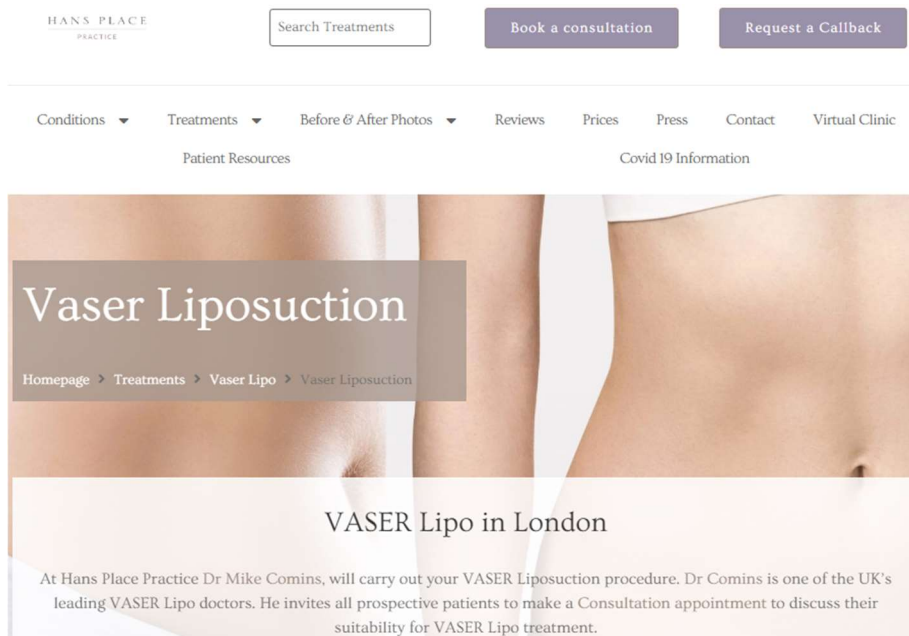 HANS PLACE
PRACTICE
Search Treatments
Book a consultation
Request a Callback
Conditions
Treatments
Before & After Photos
Reviews
Prices
Press
Contact
Virtual Clinic
Patient Resources
Covid 19 Information
Vaser Liposuction
Homepage > Treatments > Vaser Lipo > Vaser Liposuction
VASER Lipo in London
At Hans Place Practice Dr Mike Comins, will carry out your VASER Liposuction procedure. Dr Comins is one of the UK's
leading VASER Lipo doctors. He invites all prospective patients to make a Consultation appointment to discuss their
suitability for VASER Lipo treatment.